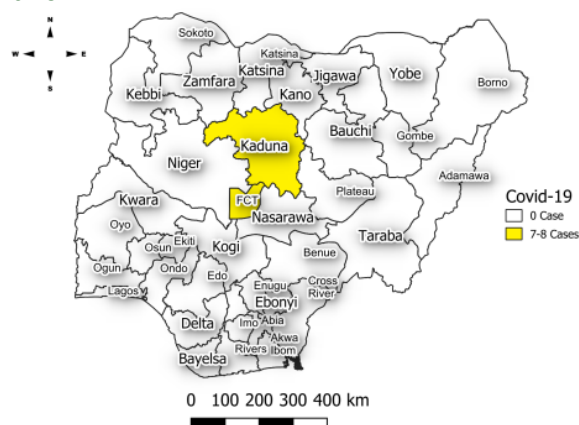 N
W E
S
Sokoto
Katsina
Katsina
Zamfara
Jigawa
Yobe
Borno
Kebbi
Kano
Bauchi
Gombe
Kaduna
Niger
Adamawa
Plateau
FCT
Kwara
Nasarawa
Oyo
Taraba
Ekiti
Osun
Kogi
Benue
Ogun
Ondo
Edo
Lagos
Enugu
Cross
River
Ebonyi
Delta
Imo
Abia
Akwa
Ibom
Rivers
Bayelsa
Covid-19
0 Case
7-8 Cases
0 100 200 300 400 km